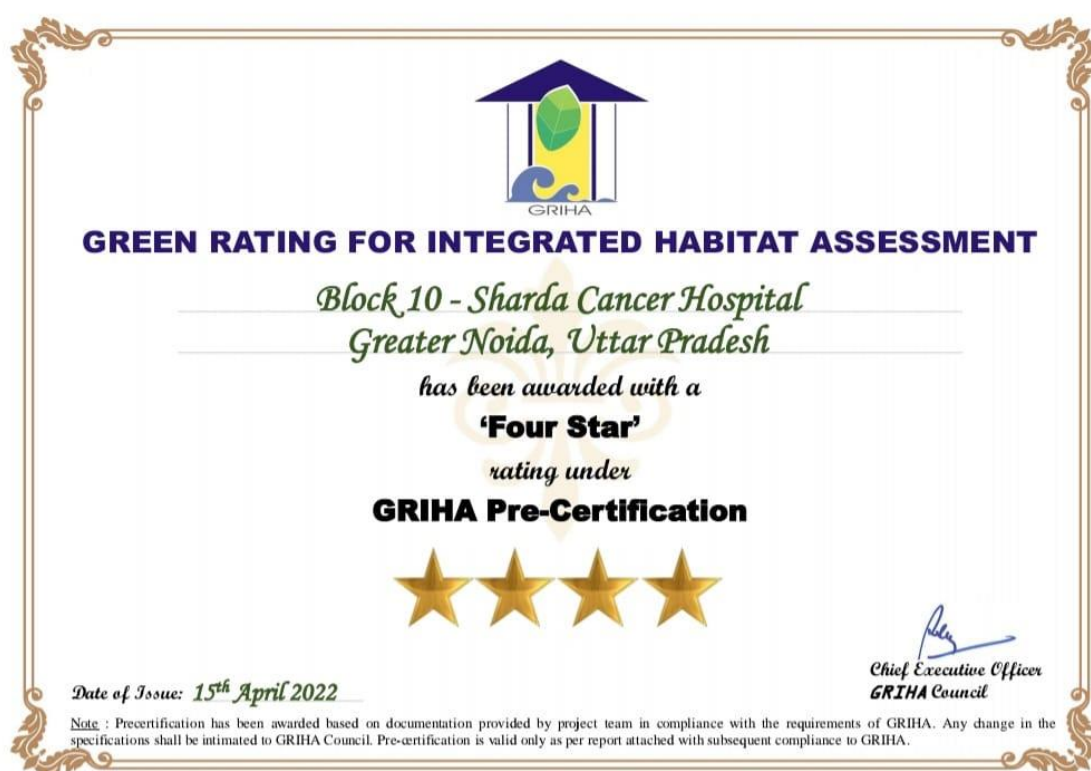 GRIHA
GREEN RATING FOR INTEGRATED HABITAT ASSESSMENT
Block 10 - Sharda Cancer Hospital
Greater Noida, Uttar Pradesh
has been awarded with a
‘Four Star’
rating under
GRIHA Pre-Certification
Chief Executive Officer
GRIHA Council
Date of Issue: 15th April 2022
Note : Precertification has been awarded based on documentation provided by project team in compliance with the requirements of GRIHA. Any change in the
specifications shall be intimated to GRIHA Council. Pre-certification is valid only as per report attached with subsequent compliance to GRIHA.